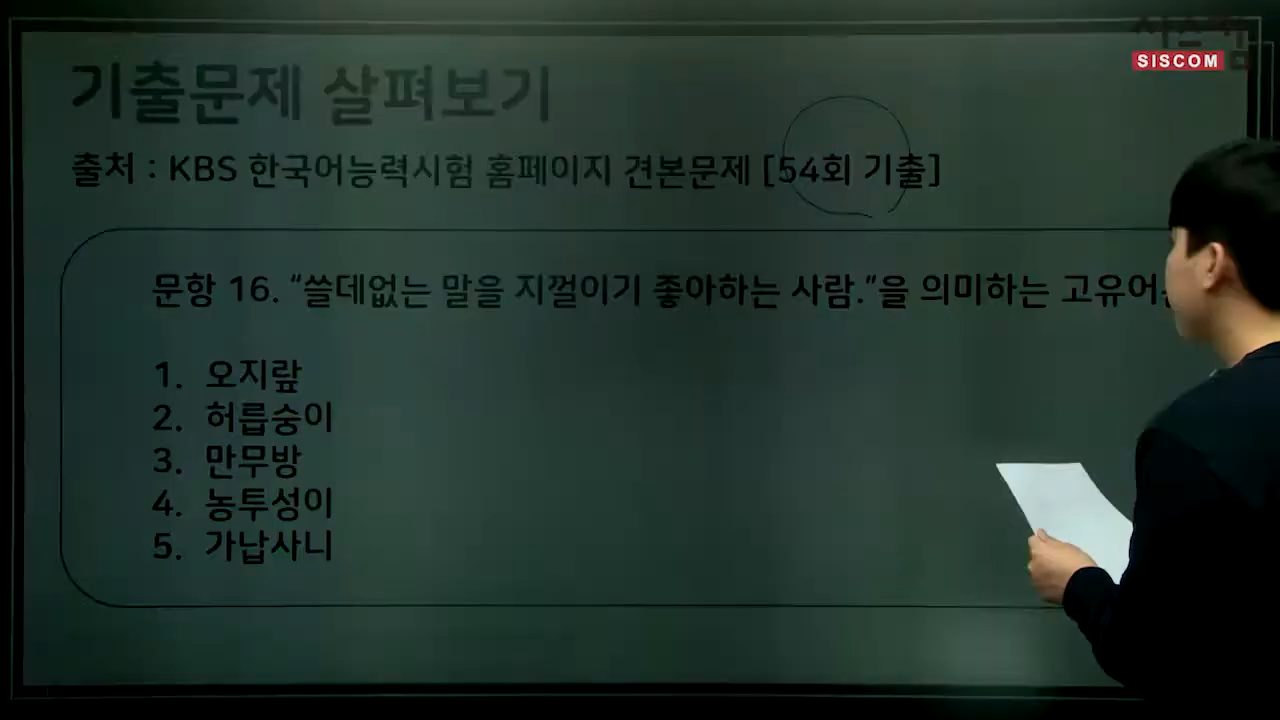 SISCOM
기출문제 살펴보기
출처 : KBS 한국어능력시험 홈페이지 견본문제 [54회 기출]
문항 16. “쓸데없는 말을 지껄이기 좋아하는 사람.”을 의미하는 고유어
1. 오지랖
2. 허릅숭이
3. 만무방
4. 농투성이
5. 가납사니